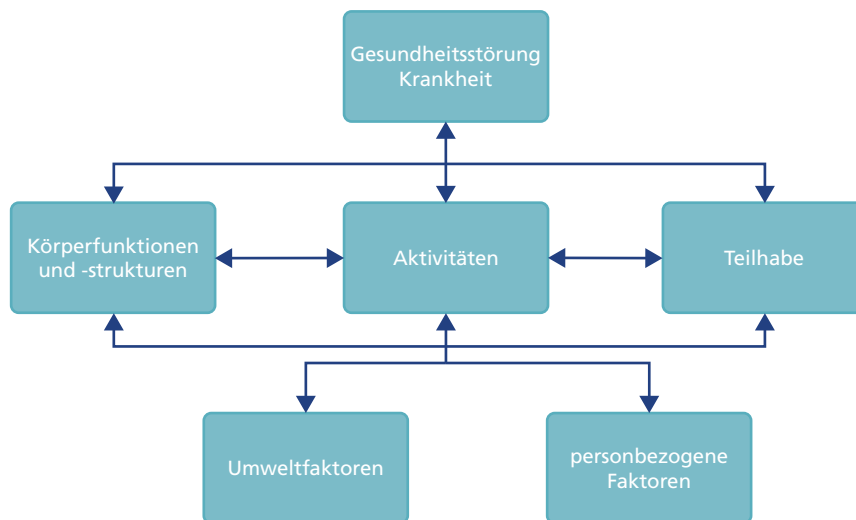 Gesundheitsstörung
Krankheit
Körperfunktionen
und -strukturen
Aktivitäten
Teilhabe
Umweltfaktoren
personbezogene
Faktoren